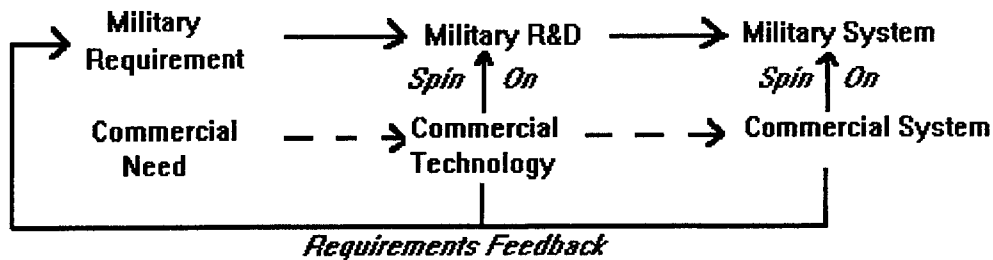 Military
Requirement
Military R&D
Military System
Spin On
Spin On
Commercial
Need
Commercial
Technology
Commercial System
Requirements Feedback